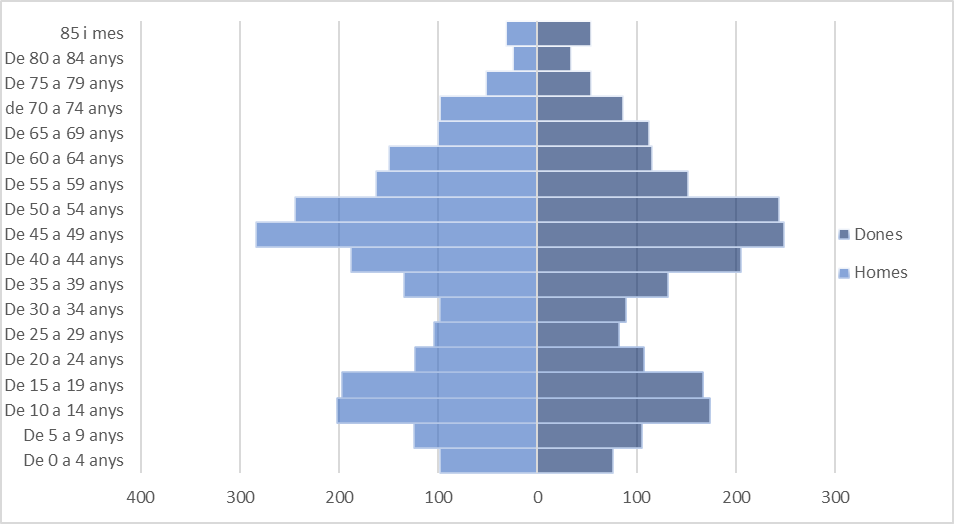 85 i mes
De 80 a 84 anys
De 75 a 79 anys
de 70 a 74 anys
De 65 a 69 anys
De 60 a 64 anys
De 55 a 59 anys
De 50 a 54 anys
De 45 a 49 anys
De 40 a 44 anys
De 35 a 39 anys
De 30 a 34 anys
De 25 a 29 anys
De 20 a 24 anys
De 15 a 19 anys
De 10 a 14 anys
De 5 a 9 anys
De 0 a 4 anys
400 300 200 100 0 100 200 300
Dones
Homes